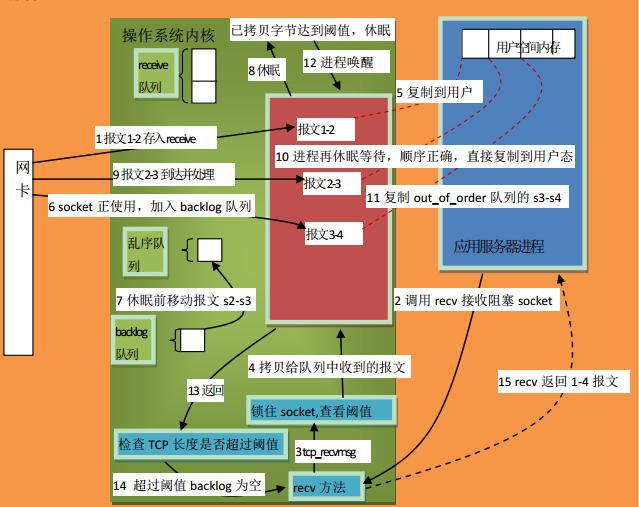 操作系统内核
已拷贝字节达到阈值，休眠
用户空间内存
receive
队列
8 休眠
12 进程唤醒
5 复制到用户
1 报文1-2 存入receive
报文1-2
网
卡
10 进程再休眠等待，顺序正确，直接复制到用户态
9 报文2-3 到达并处理
报文2-3
11 复制 out_of_order 队列的 s3-s4
6 socket 正使用，加入 backlog 队列
报文3-4
乱序队
列
应用服务器进程
7 休眠前移动报文 s2-s3
2 调用 recv 接收阻塞 socket
backlog
队列
4 拷贝给队列中收到的报文
13 返回
15 recv 返回 1-4 报文
锁住 socket,查看阈值
检查 TCP 长度是否超过阈值
3 tcp_recvmsg
14 超过阈值 backlog 为空
recv 方法